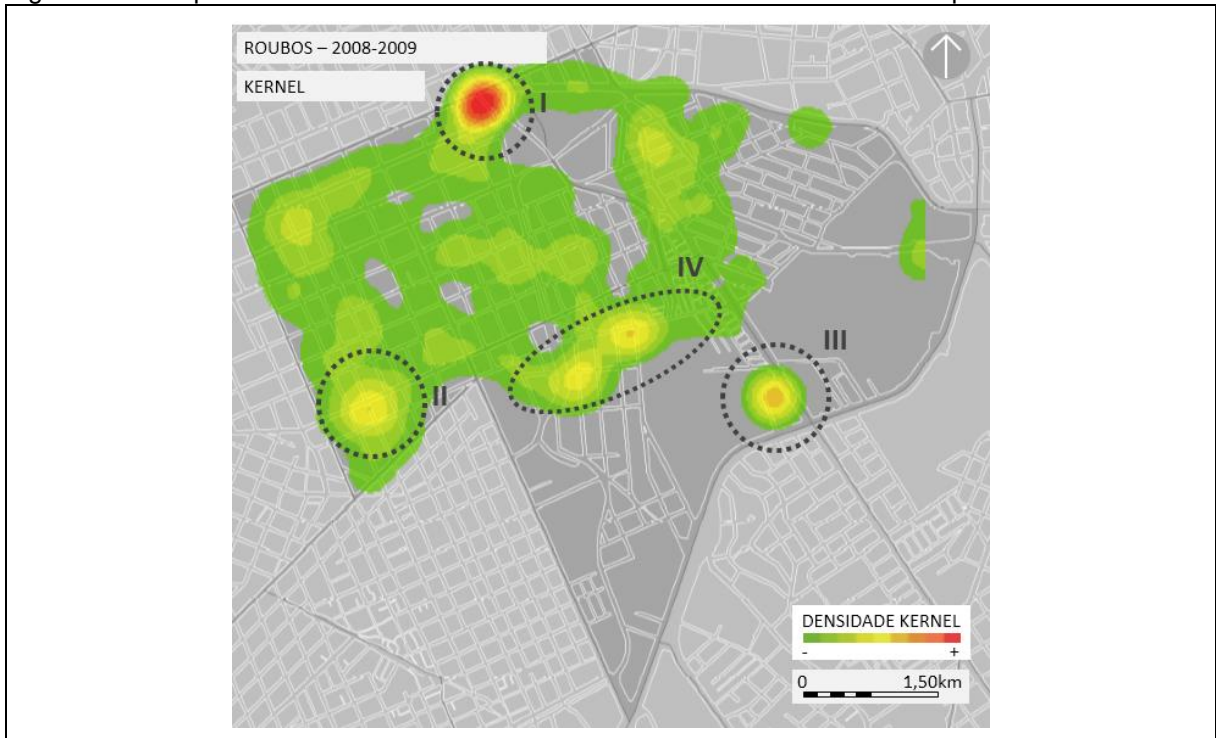 ROUBOS – 2008-2009
KERNEL
I
IV
III
II
DENSIDADE KERNEL
- +
0 1,50km